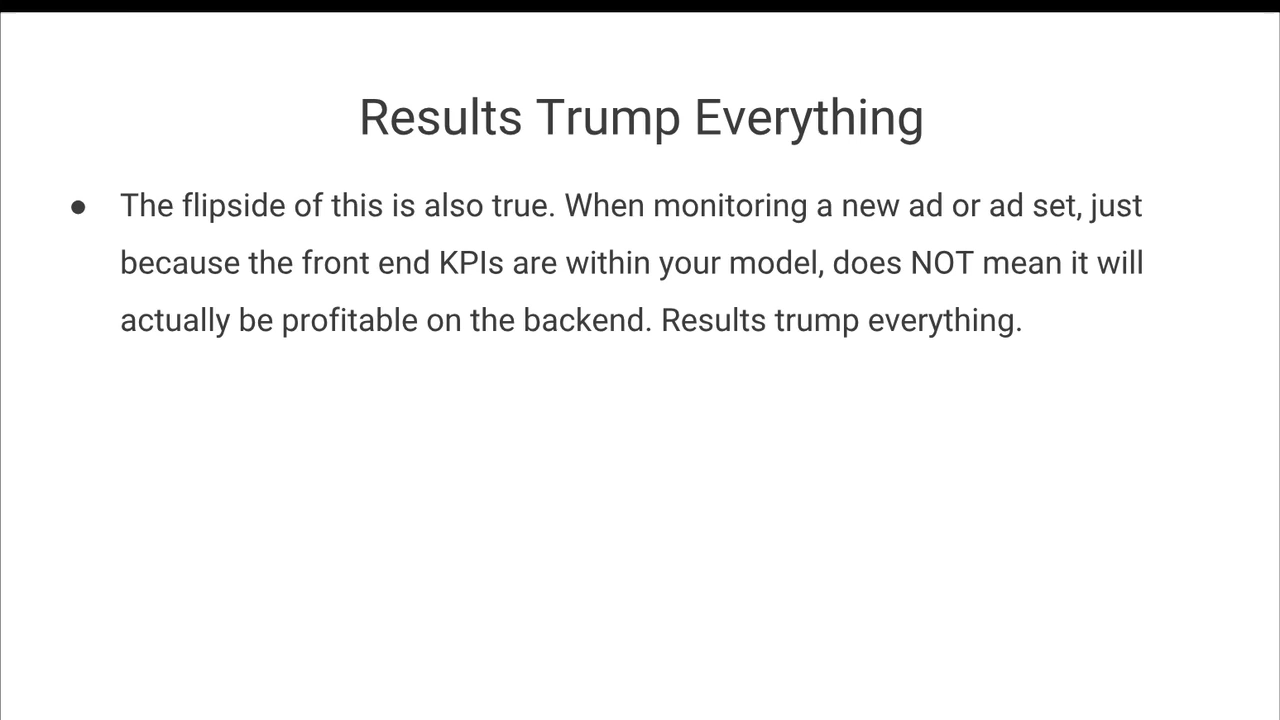 Results Trump Everything
● The flipside of this is also true. When monitoring a new ad or ad set, just
because the front end KPIs are within your model, does NOT mean it will
actually be profitable on the backend. Results trump everything.